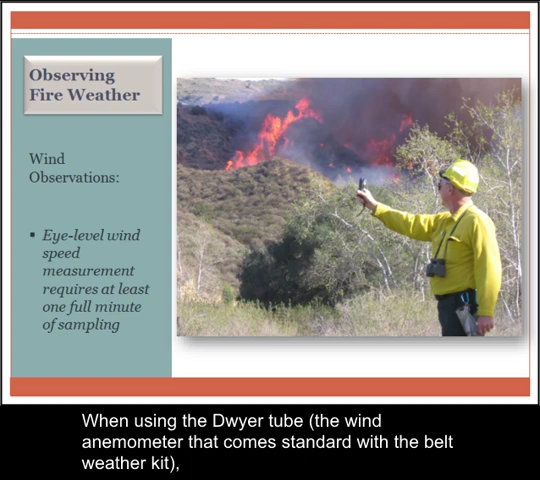 Observing
Fire Weather
Wind
Observations:
▪ Eye-level wind
speed
measurement
requires at least
one full minute
of sampling
When using the Dwyer tube (the wind
anemometer that comes standard with the belt
weather kit),